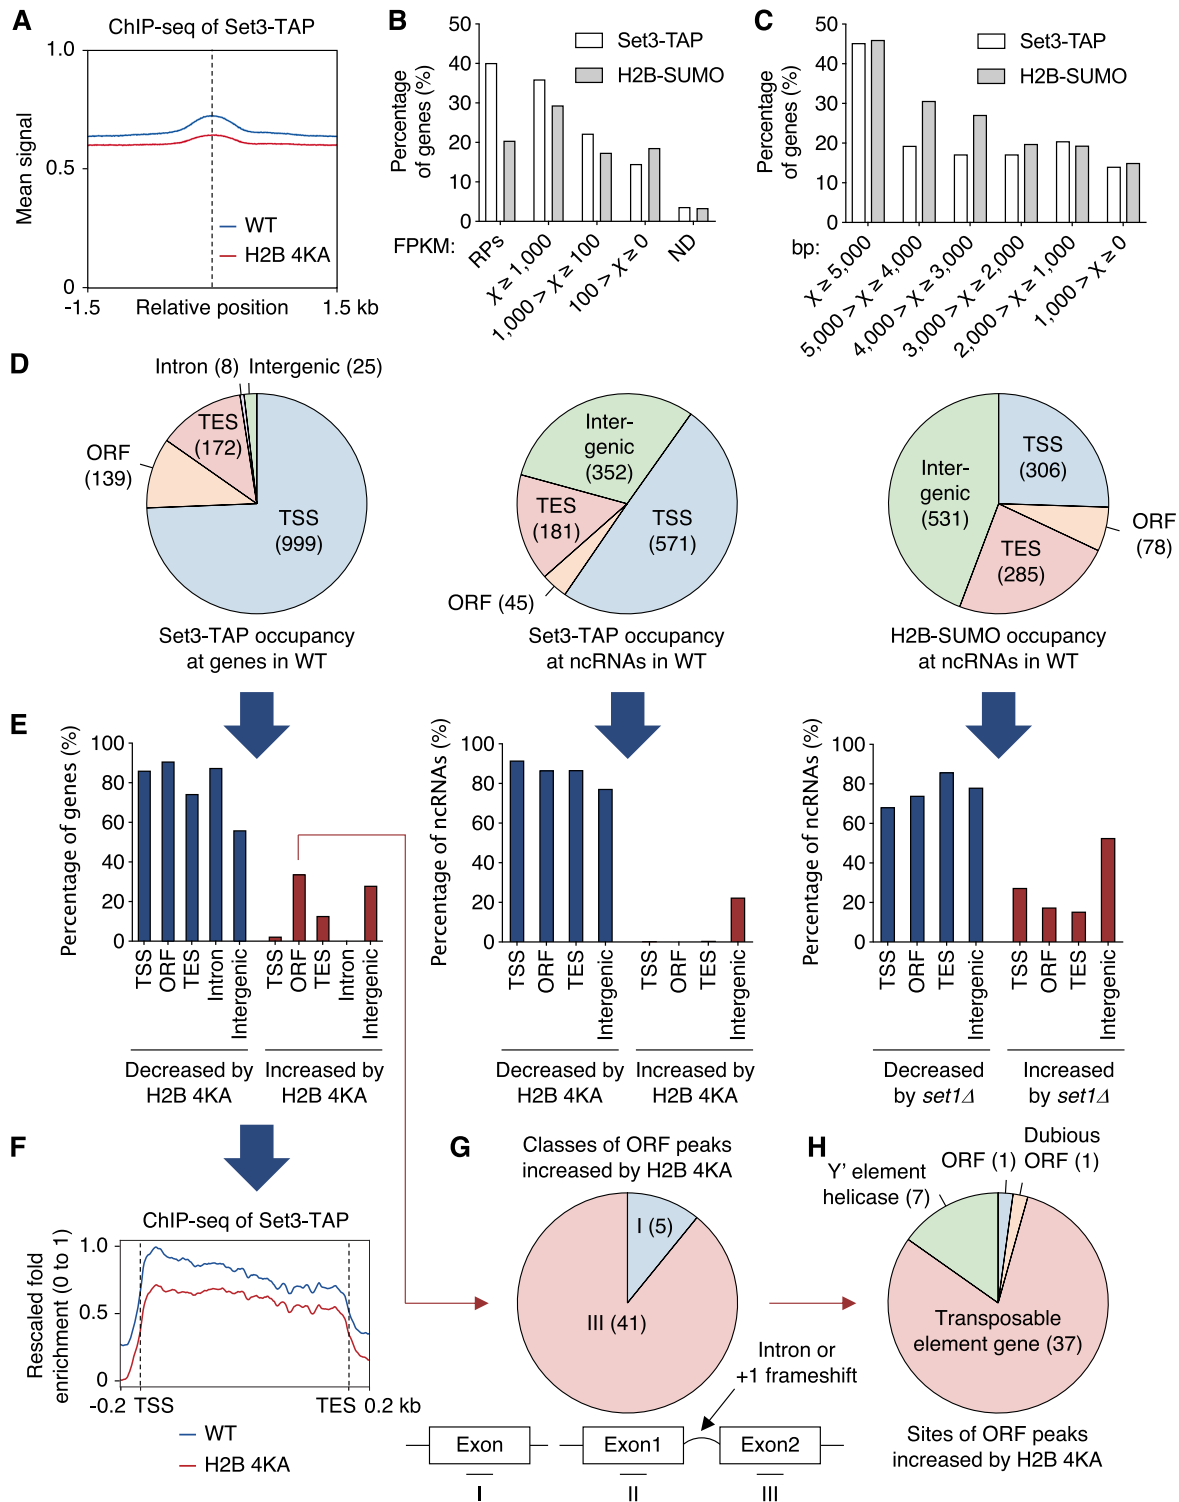 A
ChIP-seq of Set3-TAP
1.0
0.5
0
Mean signal
WT
H2B 4KA
-1.5
Relative position
1.5 kb
B
50
40
30
20
10
0
Percentage
of genes (%)
Set3-TAP
H2B-SUMO
FPKM:
RPs
X ≥ 1,000
1,000 > X ≥ 100
100 > X ≥ 0
ND
C
50
40
30
20
10
0
Percentage
of genes (%)
Set3-TAP
H2B-SUMO
bp:
X ≥ 5,000
5,000 > X ≥ 4,000
4,000 > X ≥ 3,000
3,000 > X ≥ 2,000
2,000 > X ≥ 1,000
1,000 > X ≥ 0
D
Intron (8)
Intergenic (25)
TES
(172)
ORF
(139)
TSS
(999)
Set3-TAP occupancy
at genes in WT
Inter-
genic
(352)
TES
(181)
TSS
(571)
ORF (45)
Set3-TAP occupancy
at ncRNAs in WT
Inter-
genic
(531)
TSS
(306)
ORF
(78)
TES
(285)
H2B-SUMO occupancy
at ncRNAs in WT
E
Percentage of genes (%)
100
80
60
40
20
0
TSS
ORF
TES
Intron
Intergenic
TSS
ORF
TES
Intron
Intergenic
Decreased by
H2B 4KA
Increased by
H2B 4KA
Percentage of ncRNAs (%)
100
80
60
40
20
0
TSS
ORF
TES
Intergenic
TSS
ORF
TES
Intergenic
Decreased by
H2B 4KA
Increased by
H2B 4KA
Percentage of ncRNAs (%)
100
80
60
40
20
0
TSS
ORF
TES
Intergenic
TSS
ORF
TES
Intergenic
Decreased
by set1Δ
Increased
by set1Δ
F
ChIP-seq of Set3-TAP
Rescaled fold
enrichment (0 to 1)
1.0
0.5
0
-0.2
TSS
TES
0.2 kb
WT
H2B 4KA
G
Classes of ORF peaks
increased by H2B 4KA
I (5)
III (41)
Intron or
+1 frameshift
Exon
Exon1
Exon2
I
II
III
H
Dubious
ORF (1)
ORF (1)
Y' element
helicase (7)
Transposable
element gene (37)
Sites of ORF peaks
increased by H2B 4KA